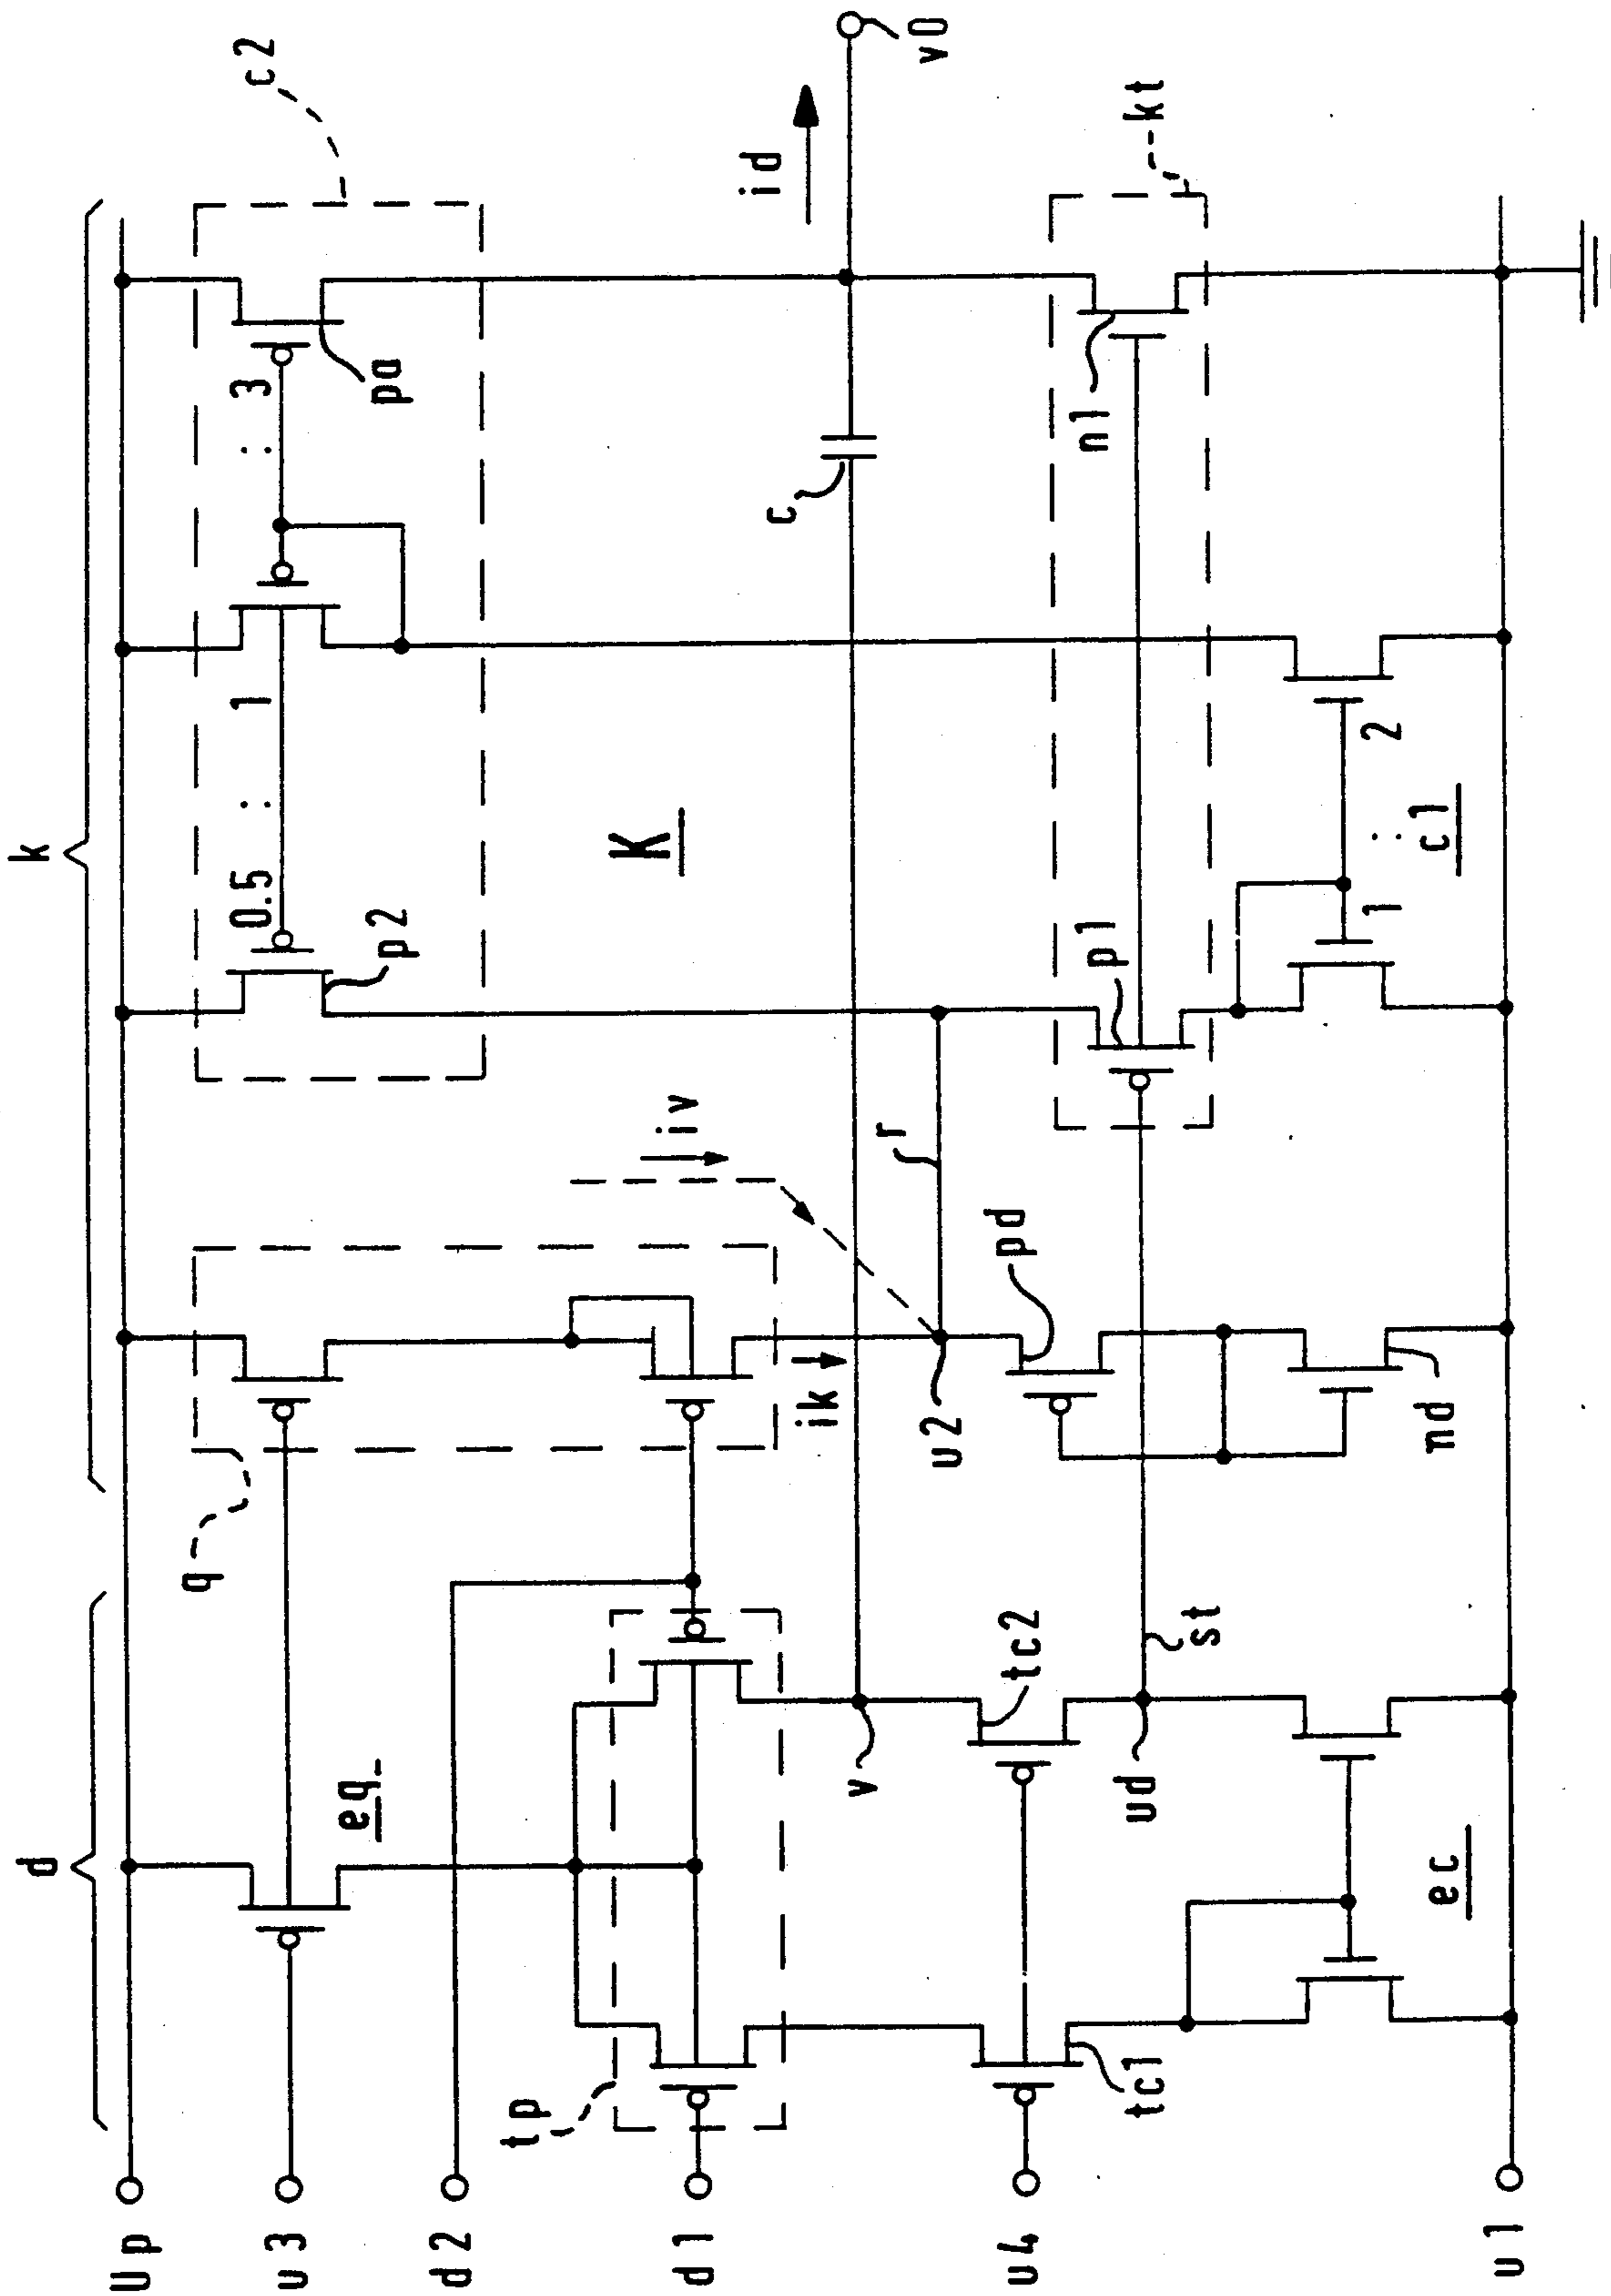 d
k
Up
q
c2
u3
eq
0.5 : 1 : 3
p2
pa
d2
tp
K
iv
id
d1
ik
c
v
r
v0
u2
pd
u4
tc2
p1
n1
tc1
ud
st
kt
1 : 2
ec
nd
c1
u1